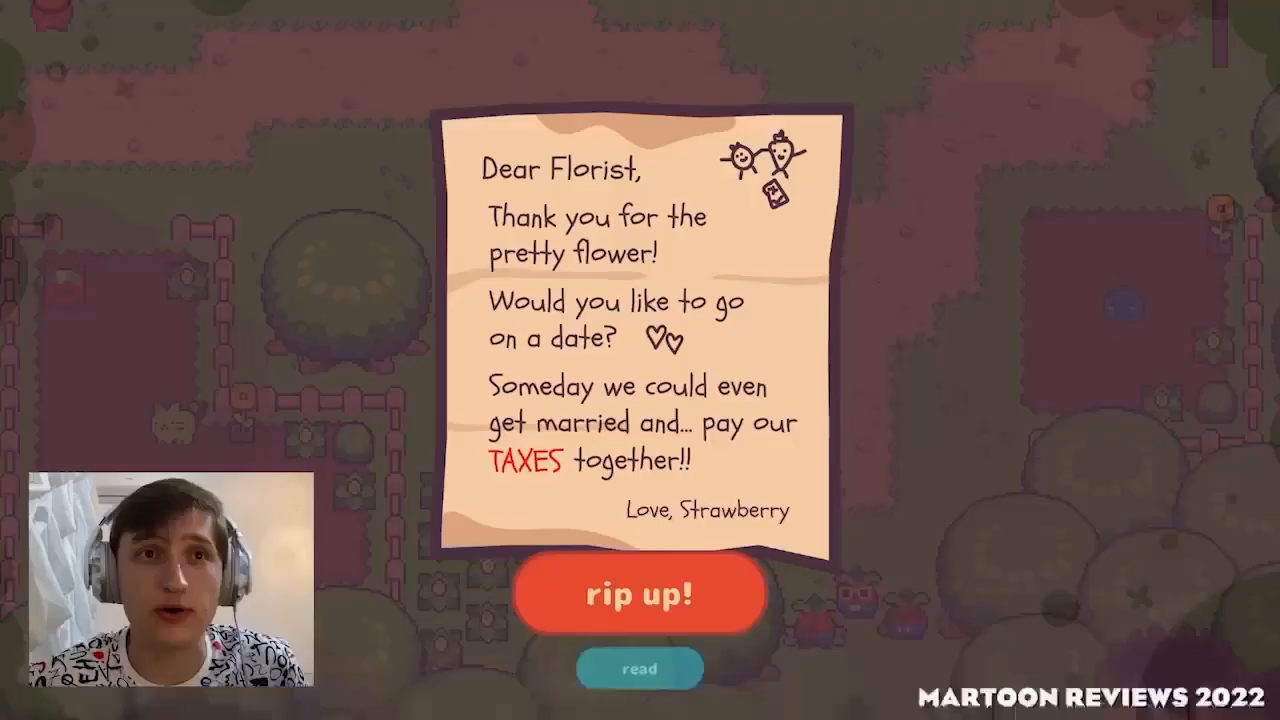 Dear Florist,
Thank you for the
pretty flower!
Would you like to go
on a date?
Someday we could even
get married and... pay our
TAXES together!!
Love, Strawberry
rip up!
read
MARTOON REVIEWS 2022